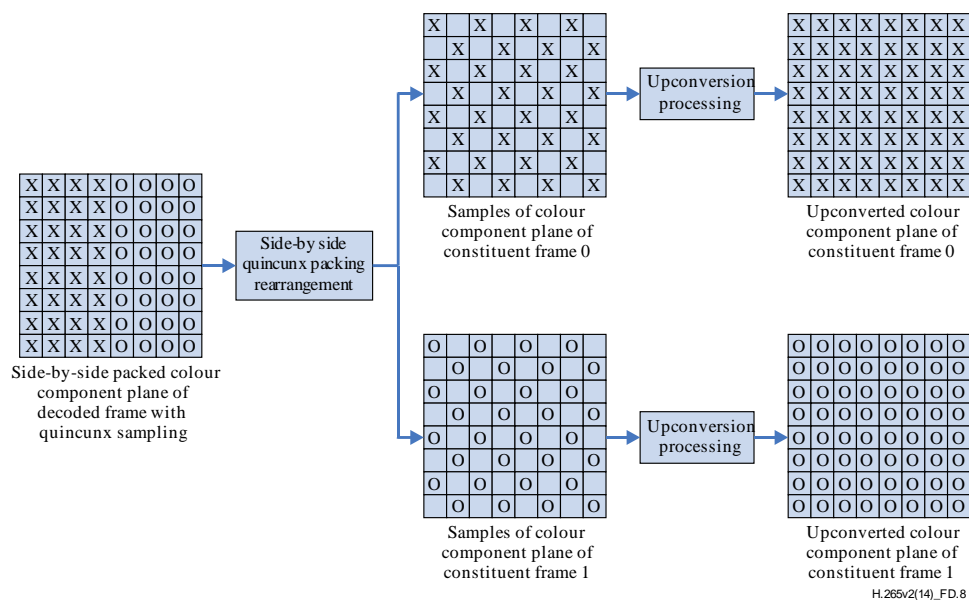 X X X X
X X X X
X X X X
X X X X
X X X X
X X X X
X X X X
X X X X
Samples of colour
component plane of
constituent frame 0
Upconversion
processing
X X X X X X X X
X X X X X X X X
X X X X X X X X
X X X X X X X X
X X X X X X X X
X X X X X X X X
X X X X X X X X
X X X X X X X X
Upconverted colour
component plane of
constituent frame 0
X X X X O O O O
X X X X O O O O
X X X X O O O O
X X X X O O O O
X X X X O O O O
X X X X O O O O
X X X X O O O O
X X X X O O O O
Side-by-side packed colour
component plane of
decoded frame with
quincunx sampling
Side-by side
quincunx packing
rearrangement
O O O O
O O O O
O O O O
O O O O
O O O O
O O O O
O O O O
O O O O
Samples of colour
component plane of
constituent frame 1
Upconversion
processing
O O O O O O O O
O O O O O O O O
O O O O O O O O
O O O O O O O O
O O O O O O O O
O O O O O O O O
O O O O O O O O
O O O O O O O O
Upconverted colour
component plane of
constituent frame 1
H.265v2(14)_FD.8